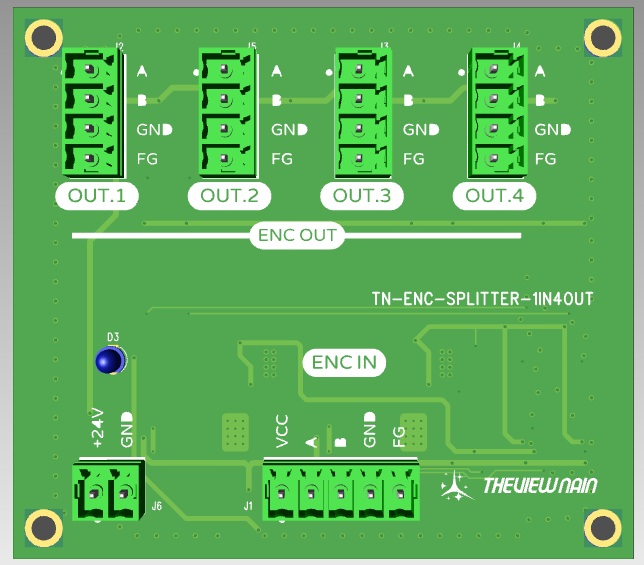 J2 J5 J3 J4
A A A A
B B B B
GND GND GND GND
FG FG FG FG
OUT.1 OUT.2 OUT.3 OUT.4
ENC OUT
TN-ENC-SPLITTER-1IN4OUT
D3
ENC IN
+24V GND VCC A B GND FG
J6 J1
THEVIEWNAIN